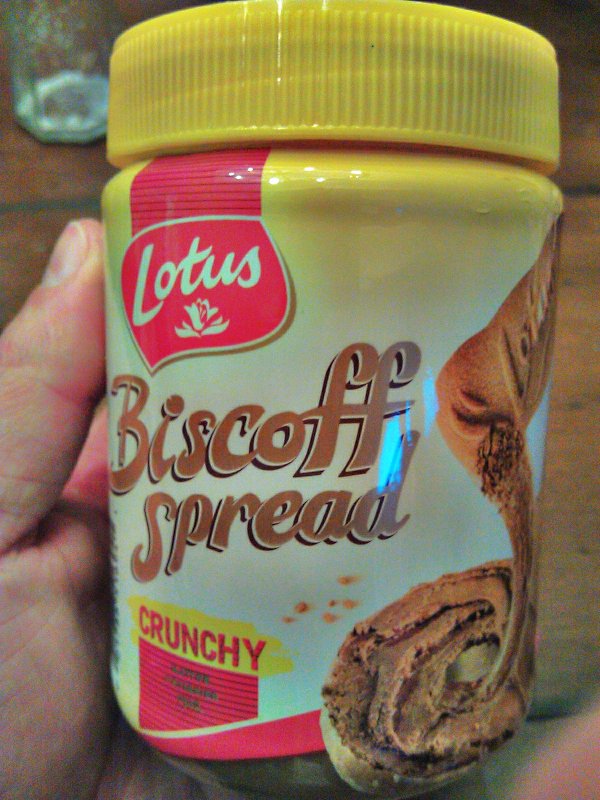 Lotus
Biscoff
spread
CRUNCHY